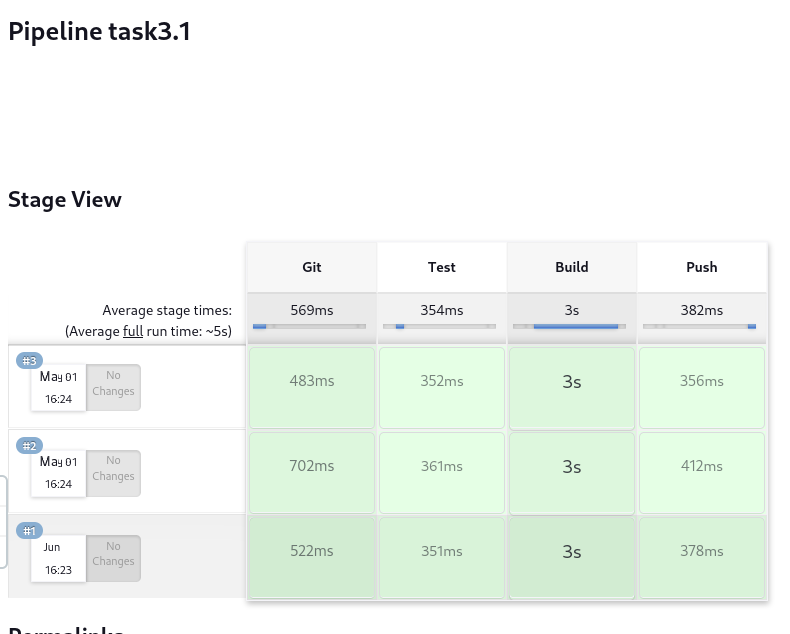 Pipeline task3.1
Stage View
Git Test Build Push
Average stage times: 569ms 354ms 3s 382ms
(Average full run time: ~5s)
#3
May 01 No Changes 483ms 352ms 3s 356ms
16:24
#2
May 01 No Changes 702ms 361ms 3s 412ms
16:24
#1
Jun No Changes 522ms 351ms 3s 378ms
16:23
Permalinks